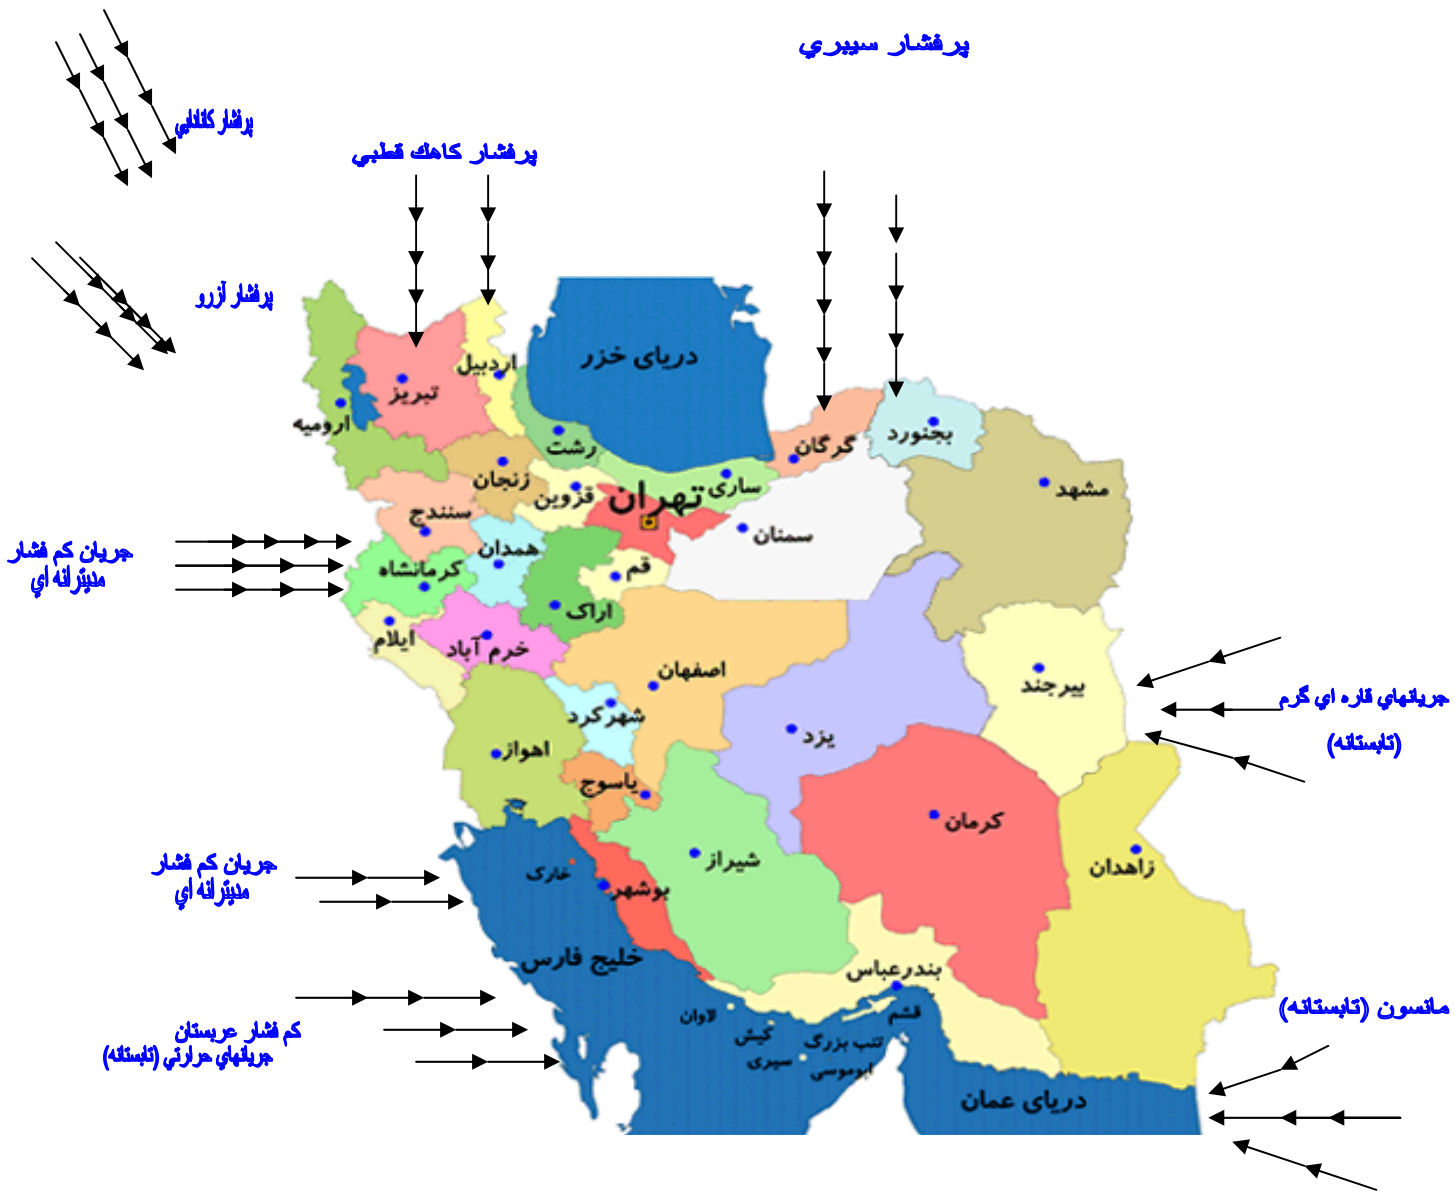 پرفشار سيبري
پرفشار كانادايي
پرفشار كاهك قطبي
پرفشار آزرو
دریای خزر
اردبیل
تبریز
ارومیه
رشت
گرگان
بجنورد
زنجان
قزوین
ساری
تهران
مشهد
سنندج
سمنان
همدان
جريان كم فشار
مديترانه اي
کرمانشاه
قم
اراک
ایلام
خرم آباد
اصفهان
بیرجند
جريانهاي قاره اي گرم
(تابستانه)
شهرکرد
یزد
اهواز
یاسوج
کرمان
زاهدان
شیراز
جريان كم فشار
مديترانه اي
خارک
بوشهر
خلیج فارس
بندرعباس
مانسون (تابستانه)
قشم
لاوان
کیش
تنب بزرگ
سیری
ابوموسی
كم فشار عربستان
جريانهاي حرارتي (تابستانه)
دریای عمان